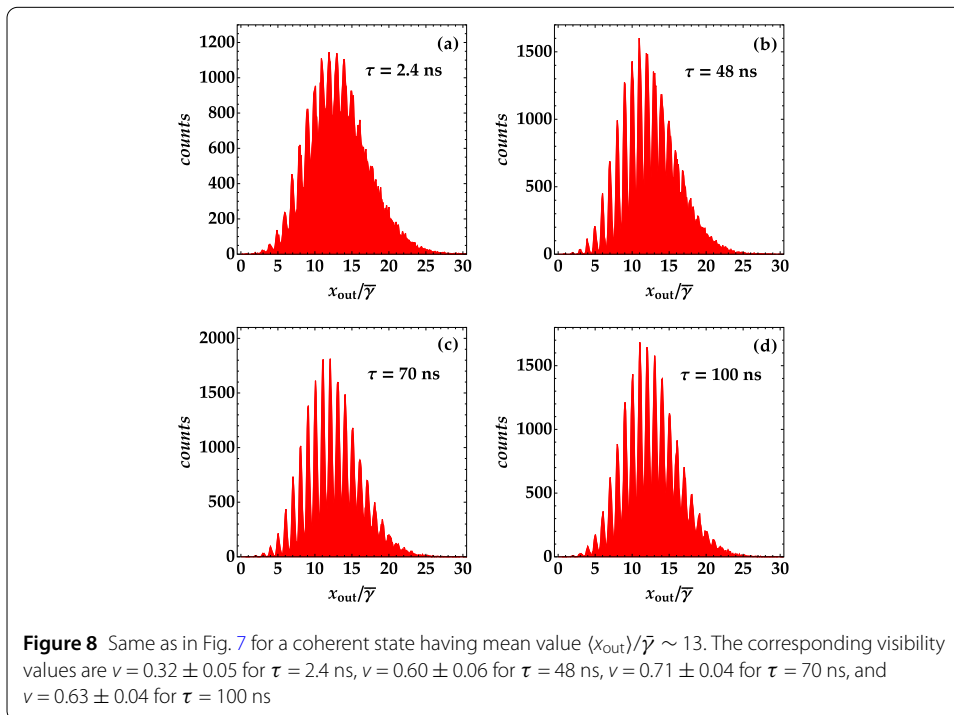 (a)
τ = 2.4 ns
1200
1000
800
600
400
200
0
counts
0 5 10 15 20 25 30
x_out/γ̄
(b)
τ = 48 ns
1500
1000
500
0
counts
0 5 10 15 20 25 30
x_out/γ̄
(c)
τ = 70 ns
2000
1500
1000
500
0
counts
0 5 10 15 20 25 30
x_out/γ̄
(d)
τ = 100 ns
1500
1000
500
0
counts
0 5 10 15 20 25 30
x_out/γ̄
Figure 8 Same as in Fig. 7 for a coherent state having mean value ⟨x_out⟩/γ̄ ∼ 13. The corresponding visibility
values are v = 0.32 ± 0.05 for τ = 2.4 ns, v = 0.60 ± 0.06 for τ = 48 ns, v = 0.71 ± 0.04 for τ = 70 ns, and
v = 0.63 ± 0.04 for τ = 100 ns